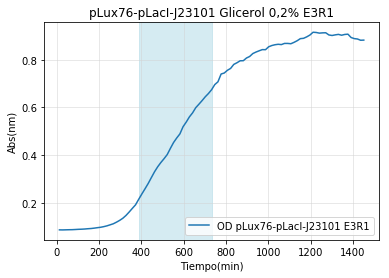 pLux76-pLacI-J23101 Glicerol 0,2% E3R1
Abs(nm)
0.8
0.6
0.4
0.2
OD pLux76-pLacI-J23101 E3R1
0 200 400 600 800 1000 1200 1400
Tiempo(min)